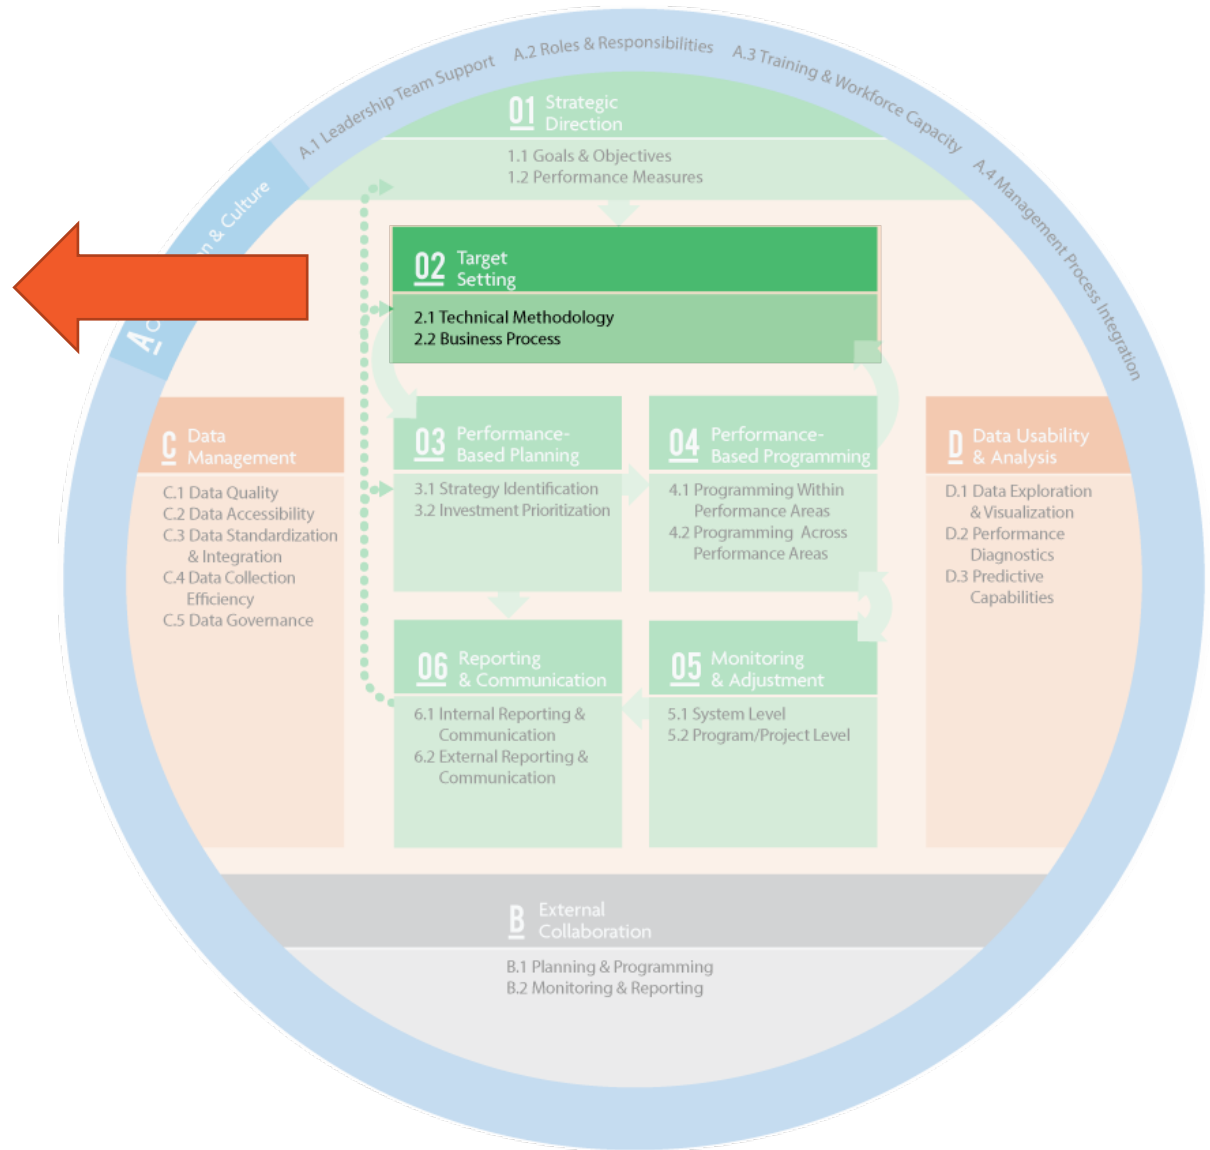 A.1 Leadership Team Support
A.2 Roles & Responsibilities
A.3 Training & Workforce Capacity
A.4 Management Process Integration
A
& Culture
01 Strategic
Direction
1.1 Goals & Objectives
1.2 Performance Measures
02 Target
Setting
2.1 Technical Methodology
2.2 Business Process
C Data
Management
C.1 Data Quality
C.2 Data Accessibility
C.3 Data Standardization
& Integration
C.4 Data Collection
Efficiency
C.5 Data Governance
03 Performance-
Based Planning
3.1 Strategy Identification
3.2 Investment Prioritization
04 Performance-
Based Programming
4.1 Programming Within
Performance Areas
4.2 Programming Across
Performance Areas
D Data Usability
& Analysis
D.1 Data Exploration
& Visualization
D.2 Performance
Diagnostics
D.3 Predictive
Capabilities
06 Reporting
& Communication
6.1 Internal Reporting &
Communication
6.2 External Reporting &
Communication
05 Monitoring
& Adjustment
5.1 System Level
5.2 Program/Project Level
B External
Collaboration
B.1 Planning & Programming
B.2 Monitoring & Reporting